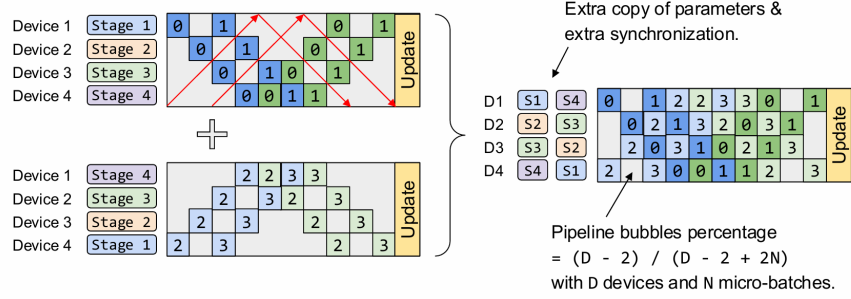 Extra copy of parameters &
extra synchronization.
Device 1 Stage 1 0 1 0 1
Device 2 Stage 2 0 1 0 1
Device 3 Stage 3 0 1 0 1
Device 4 Stage 4 0 0 1 1
Update
Device 1 Stage 4 2 2 3 3
Device 2 Stage 3 2 3 2 3
Device 3 Stage 2 2 3 2 3
Device 4 Stage 1 2 3 2 3
Update
D1 S1 S4 0 1 2 2 3 3 0 1
D2 S2 S3 0 2 1 3 2 0 3 1
D3 S3 S2 2 0 3 1 0 2 1 3
D4 S4 S1 2 3 0 0 1 1 2 3
Update
Pipeline bubbles percentage
= (D - 2) / (D - 2 + 2N)
with D devices and N micro-batches.